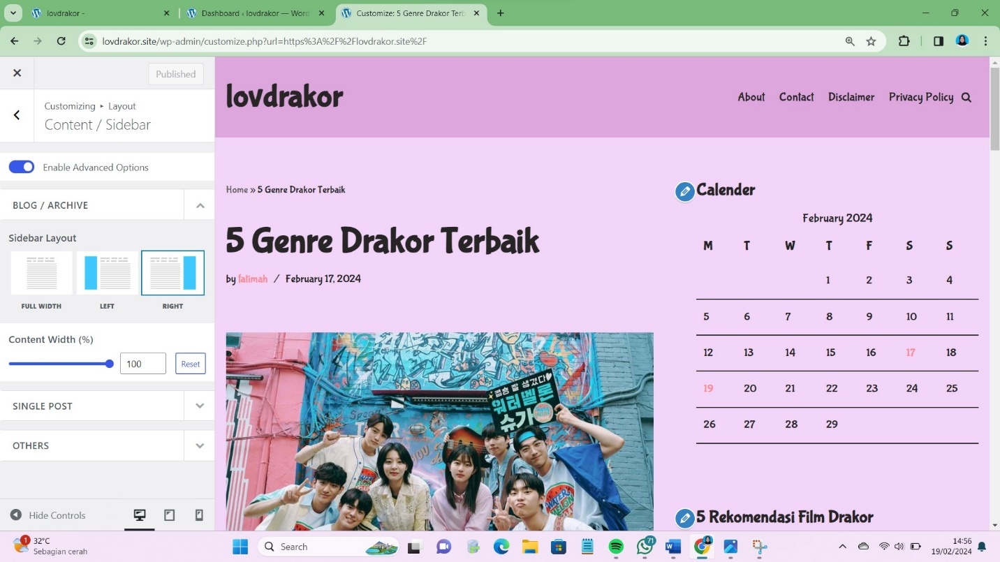 lovdrakor -
Dashboard ‹ lovdrakor — Word
Customize: 5 Genre Drakor Terb
lovdrakor.site/wp-admin/customize.php?url=https%3A%2F%2Flovdrakor.site%2F
Published
Customizing ▸ Layout
Content / Sidebar
Enable Advanced Options
BLOG / ARCHIVE
Sidebar Layout
FULL WIDTH LEFT RIGHT
Content Width (%)
100 Reset
SINGLE POST
OTHERS
Hide Controls
lovdrakor
About Contact Disclaimer Privacy Policy
Home » 5 Genre Drakor Terbaik
5 Genre Drakor Terbaik
by fatimah / February 17, 2024
워터멜론
슈가
Calender
February 2024
M T W T F S S
1 2 3 4
5 6 7 8 9 10 11
12 13 14 15 16 17 18
19 20 21 22 23 24 25
26 27 28 29
5 Rekomendasi Film Drakor
1
32°C
Sebagian cerah
Search
71
14:56
19/02/2024